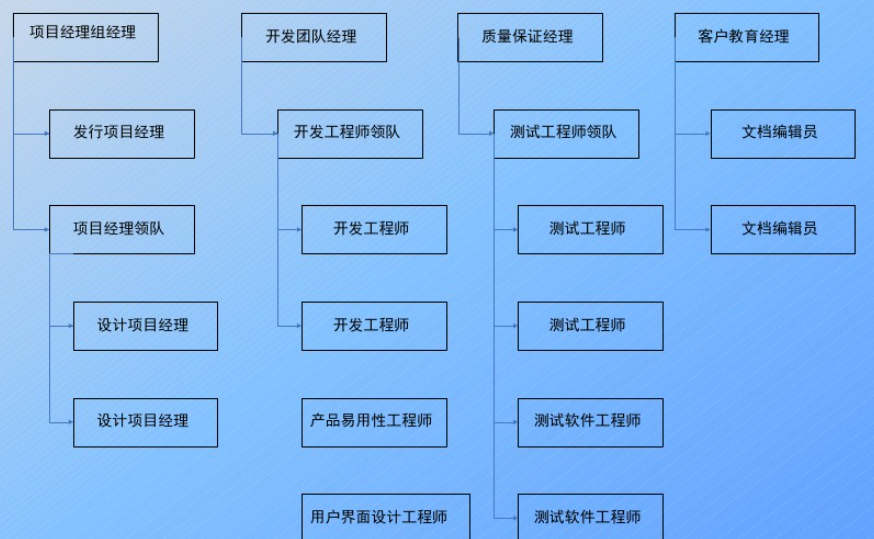 项目经理组经理
发行项目经理
项目经理领队
设计项目经理
设计项目经理
开发团队经理
开发工程师领队
开发工程师
开发工程师
产品易用性工程师
用户界面设计工程师
质量保证经理
测试工程师领队
测试工程师
测试工程师
测试软件工程师
测试软件工程师
客户教育经理
文档编辑员
文档编辑员